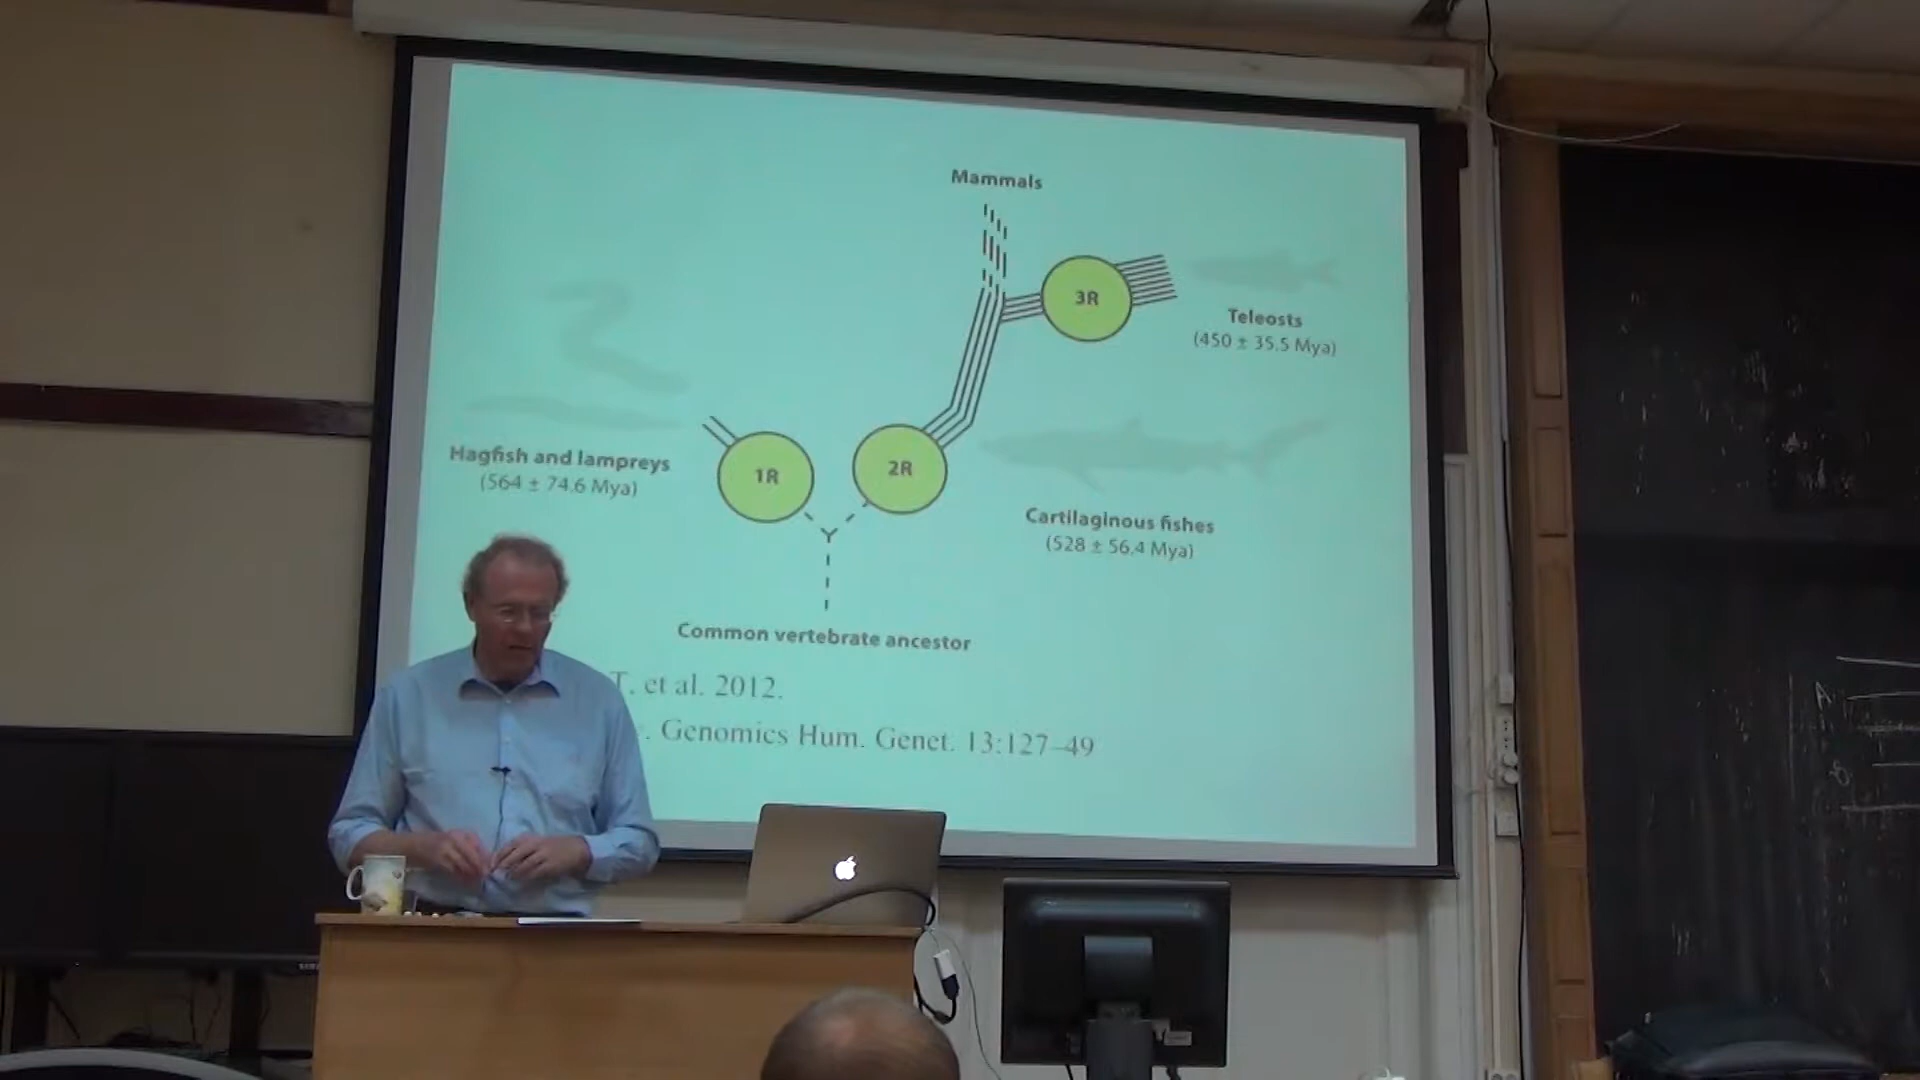 Mammals
3R
Teleosts
(450 ± 35.5 Mya)
Hagfish and lampreys
(564 ± 74.6 Mya)
1R
2R
Cartilaginous fishes
(528 ± 56.4 Mya)
Common vertebrate ancestor
T. et al. 2012.
. Genomics Hum. Genet. 13:127–49
A